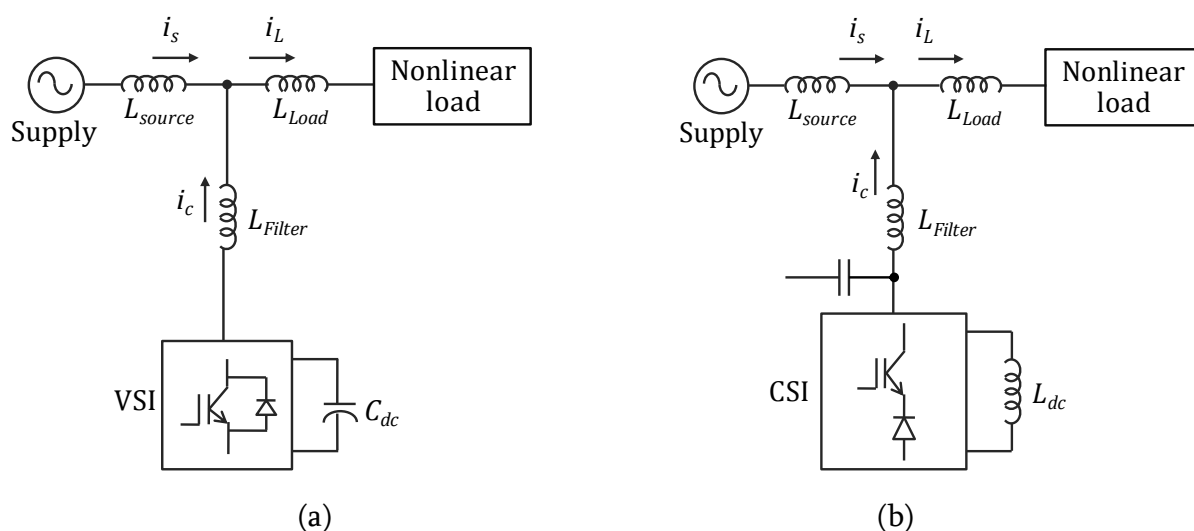 i_s
i_L
Nonlinear
load
L_source
L_Load
Supply
i_c
L_Filter
VSI
C_dc
(a)
i_s
i_L
Nonlinear
load
L_source
L_Load
Supply
i_c
L_Filter
CSI
L_dc
(b)